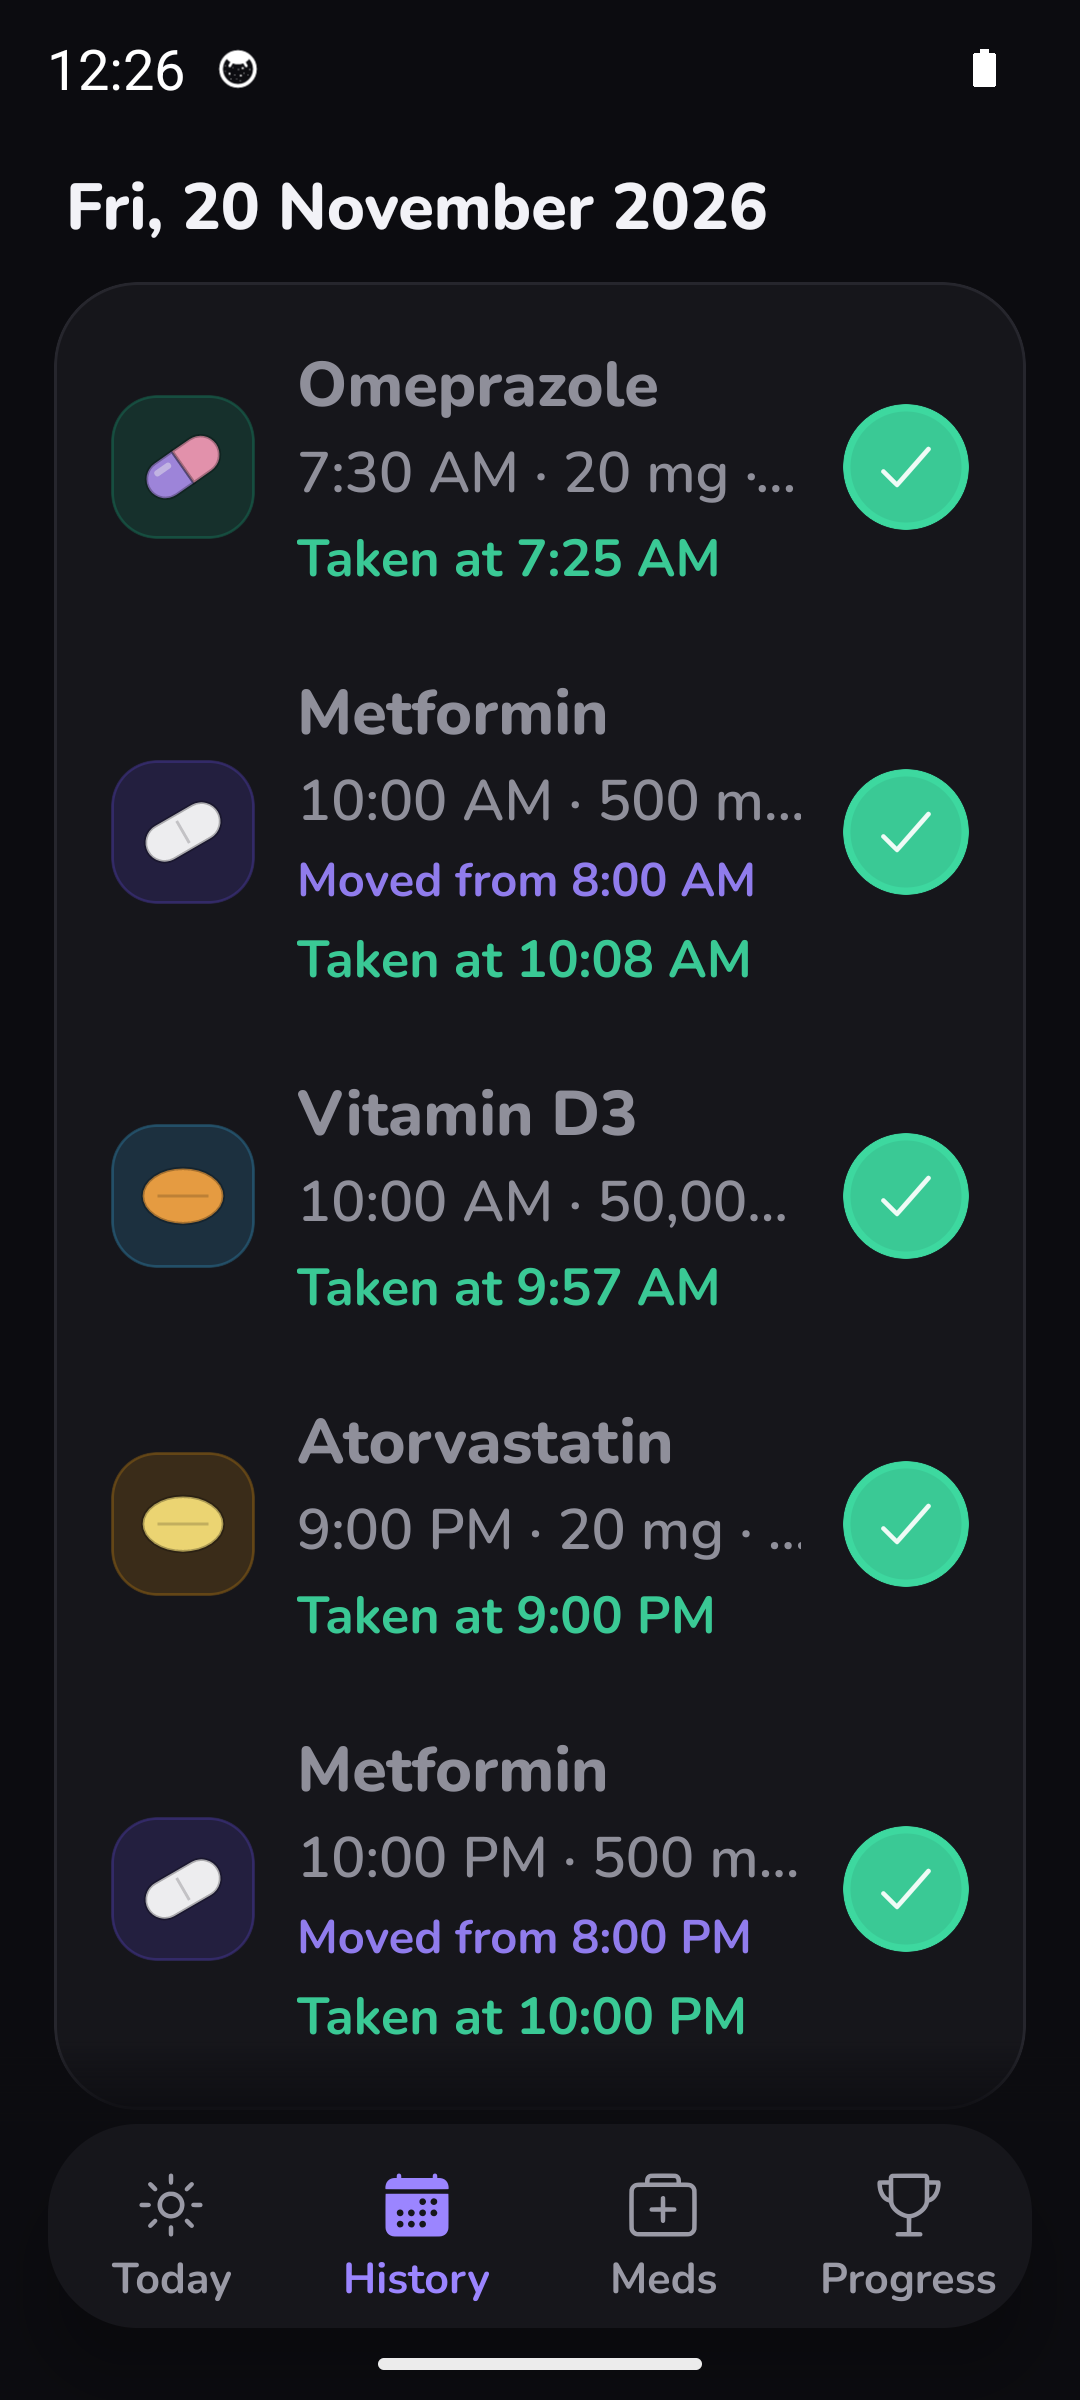 12:26
Fri, 20 November 2026
Omeprazole
7:30 AM · 20 mg ·...
Taken at 7:25 AM
Metformin
10:00 AM · 500 m...
Moved from 8:00 AM
Taken at 10:08 AM
Vitamin D3
10:00 AM · 50,00...
Taken at 9:57 AM
Atorvastatin
9:00 PM · 20 mg · ...
Taken at 9:00 PM
Metformin
10:00 PM · 500 m...
Moved from 8:00 PM
Taken at 10:00 PM
Today
History
Meds
Progress